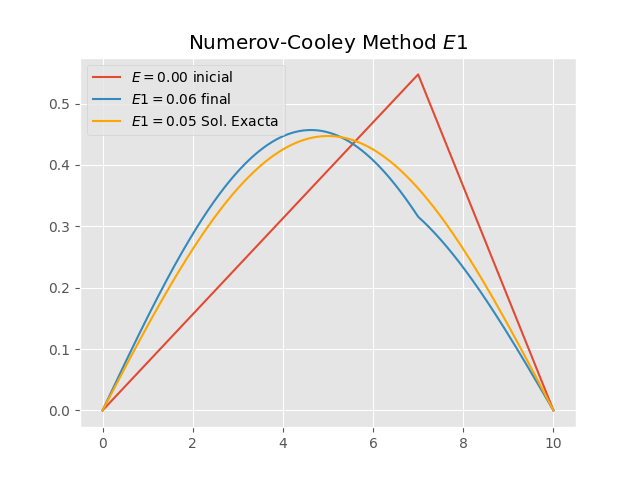 Numerov-Cooley Method E1
E = 0.00 inicial
E1 = 0.06 final
E1 = 0.05 Sol. Exacta
0.5
0.4
0.3
0.2
0.1
0.0
0 2 4 6 8 10